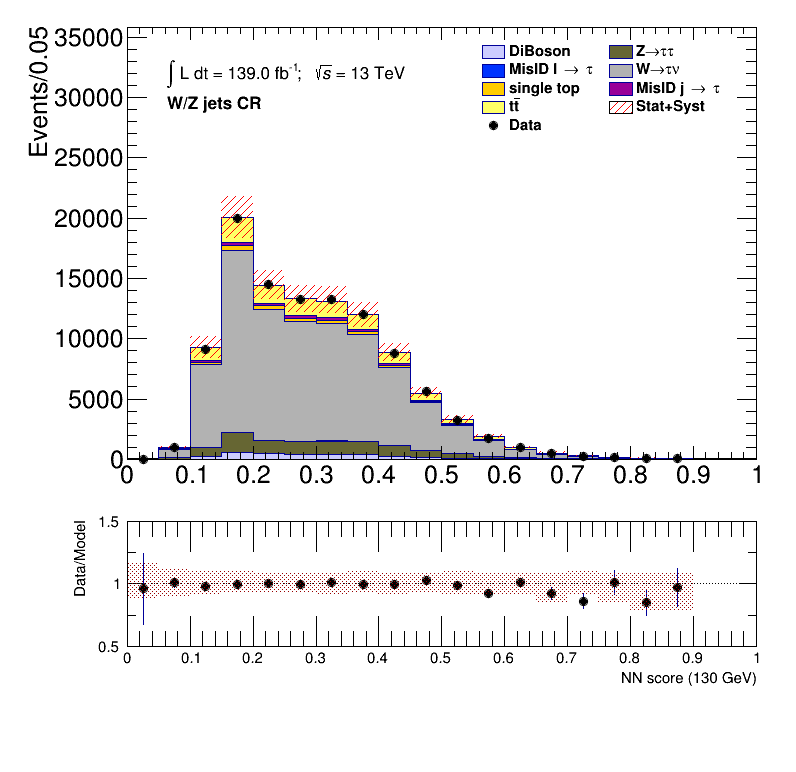 Events/0.05
35000
30000
25000
20000
15000
10000
5000
0
∫ L dt = 139.0 fb⁻¹; √s = 13 TeV
W/Z jets CR
DiBoson
MisID l → τ
single top
tt̄
Data
Z→ττ
W→τν
MisID j → τ
Stat+Syst
0 0.1 0.2 0.3 0.4 0.5 0.6 0.7 0.8 0.9 1
Data/Model
1.5
1
0.5
0 0.1 0.2 0.3 0.4 0.5 0.6 0.7 0.8 0.9 1
NN score (130 GeV)